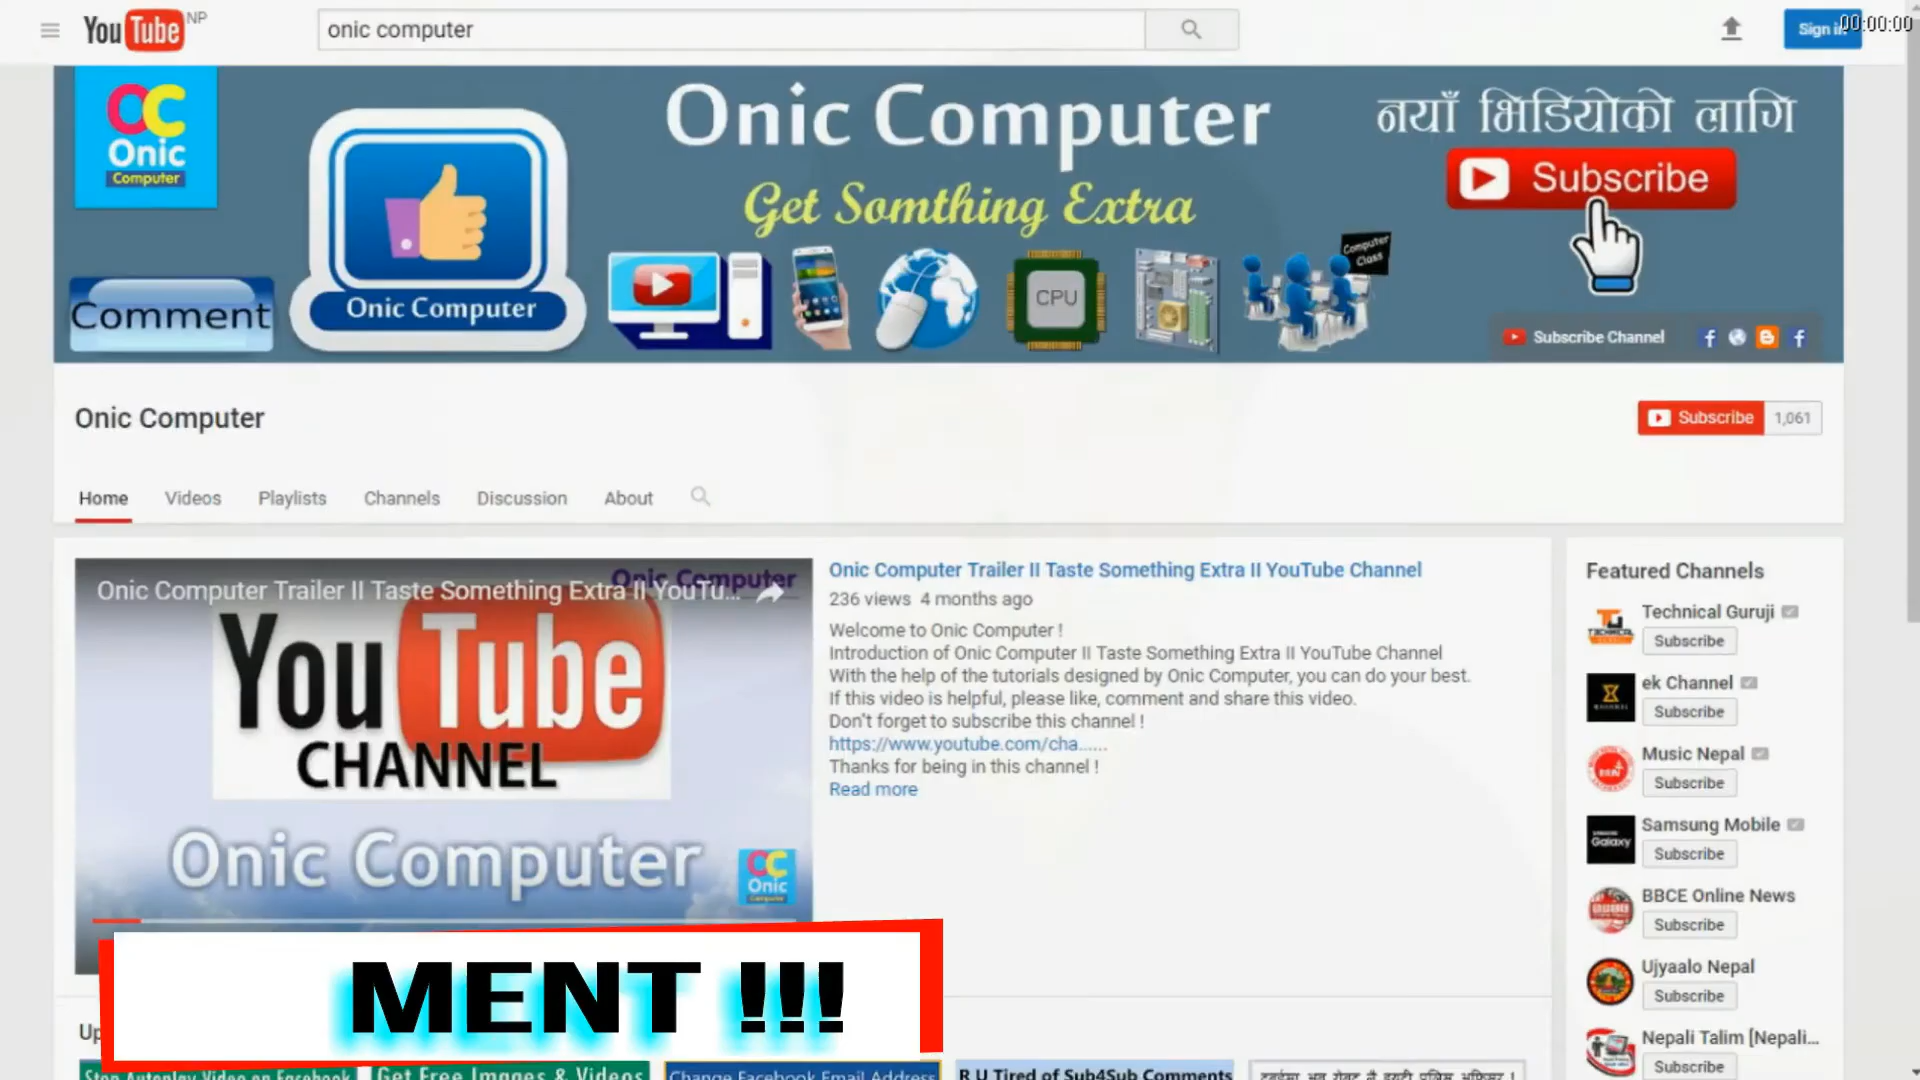 YouTube NP
onic computer
Sign in
00:00:00
OC
Onic
Computer
Comment
Onic Computer
Onic Computer
Get Somthing Extra
CPU
Computer
Class
नयाँ भिडियोको लागि
Subscribe
Subscribe Channel
Onic Computer
Subscribe 1,061
Home Videos Playlists Channels Discussion About
Onic Computer
Onic Computer Trailer II Taste Something Extra II YouTu...
YouTube
CHANNEL
Onic Computer
OC
Onic
Computer
Onic Computer Trailer II Taste Something Extra II YouTube Channel
236 views 4 months ago
Welcome to Onic Computer !
Introduction of Onic Computer II Taste Something Extra II YouTube Channel
With the help of the tutorials designed by Onic Computer, you can do your best.
If this video is helpful, please like, comment and share this video.
Don't forget to subscribe this channel !
https://www.youtube.com/cha......
Thanks for being in this channel !
Read more
Featured Channels
Technical Guruji
Subscribe
ek Channel
Subscribe
Music Nepal
Subscribe
Samsung Mobile
Subscribe
SAMSUNG
Galaxy
BBCE Online News
Subscribe
Ujyaalo Nepal
Subscribe
Nepali Talim [Nepali...
Subscribe
MENT !!!
Up
Stop Autoplay Video on Facebook
Get Free Images & Videos
Change Facebook Email Address
R U Tired of Sub4Sub Comments